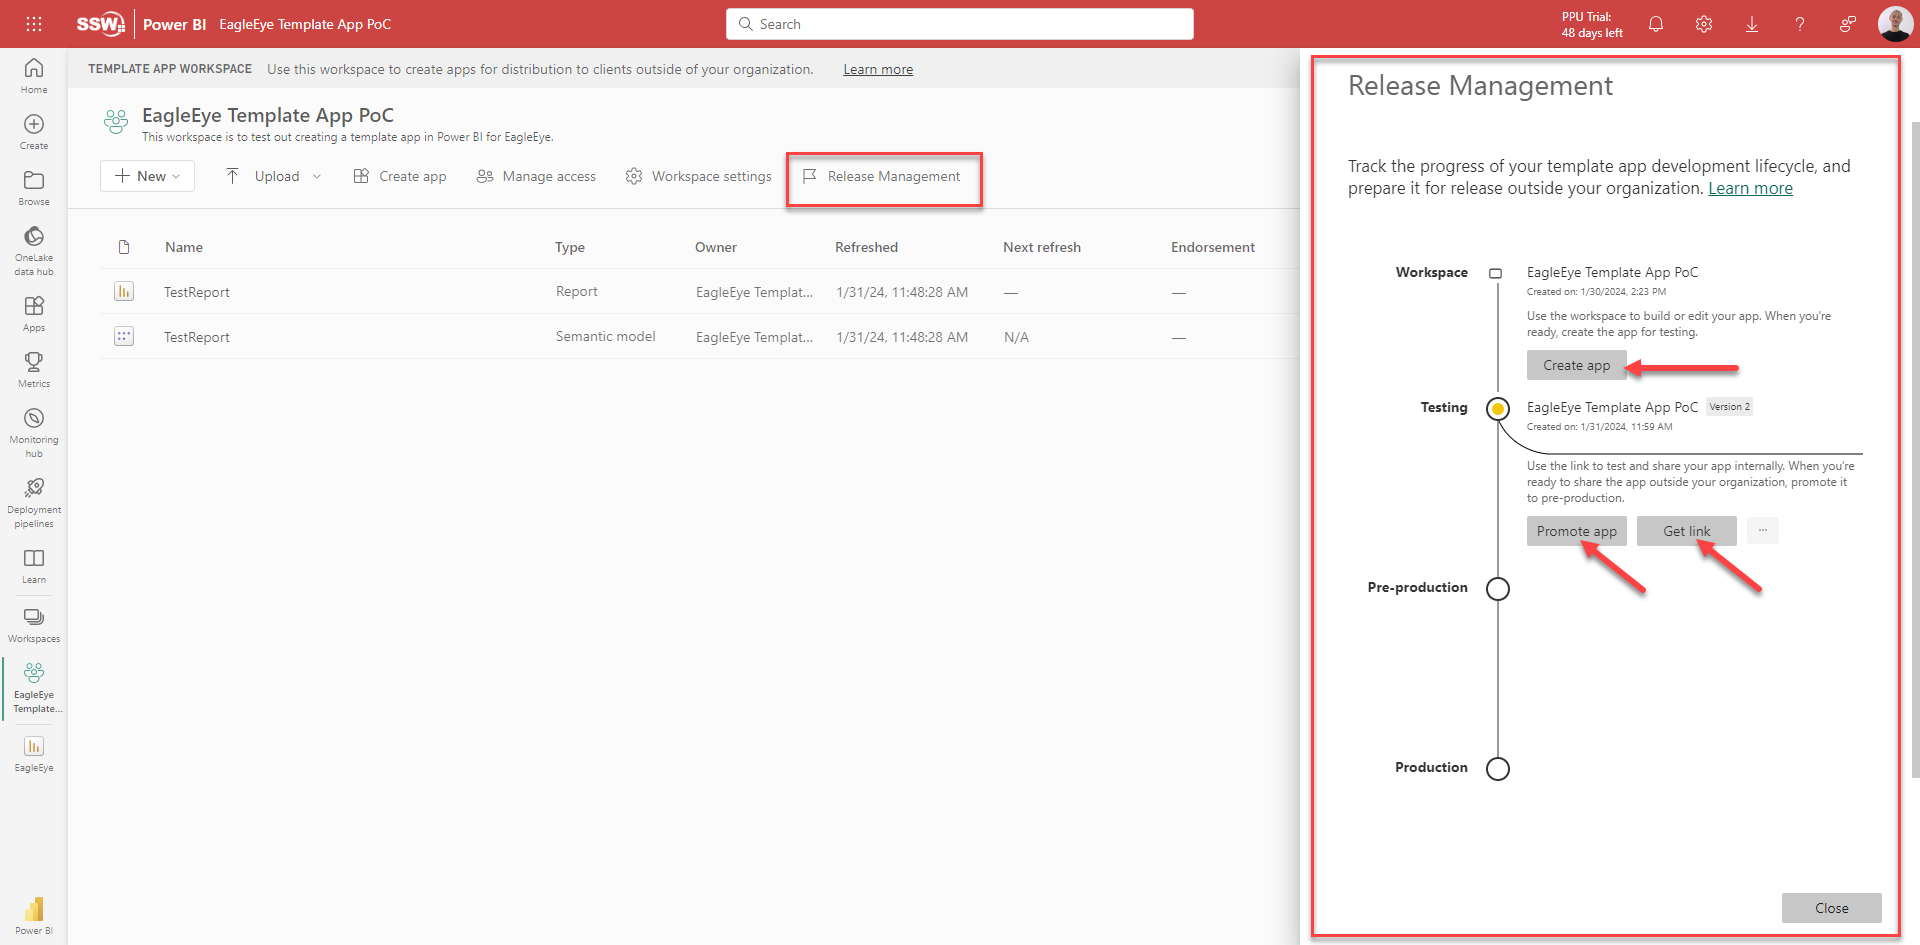 SSW
Power BI
EagleEye Template App PoC
Search
PPU Trial:
48 days left
Home
Create
Browse
OneLake
data hub
Apps
Metrics
Monitoring
hub
Deployment
pipelines
Learn
Workspaces
EagleEye
Template...
EagleEye
Power BI
TEMPLATE APP WORKSPACE
Use this workspace to create apps for distribution to clients outside of your organization.
Learn more
EagleEye Template App PoC
This workspace is to test out creating a template app in Power BI for EagleEye.
New
Upload
Create app
Manage access
Workspace settings
Release Management
Name Type Owner Refreshed Next refresh Endorsement
TestReport Report EagleEye Templat... 1/31/24, 11:48:28 AM — —
TestReport Semantic model EagleEye Templat... 1/31/24, 11:48:28 AM N/A —
Release Management
Track the progress of your template app development lifecycle, and
prepare it for release outside your organization. Learn more
Workspace
EagleEye Template App PoC
Created on: 1/30/2024, 2:23 PM
Use the workspace to build or edit your app. When you're
ready, create the app for testing.
Create app
Testing
EagleEye Template App PoC Version 2
Created on: 1/31/2024, 11:59 AM
Use the link to test and share your app internally. When you're
ready to share the app outside your organization, promote it
to pre-production.
Promote app
Get link
...
Pre-production
Production
Close